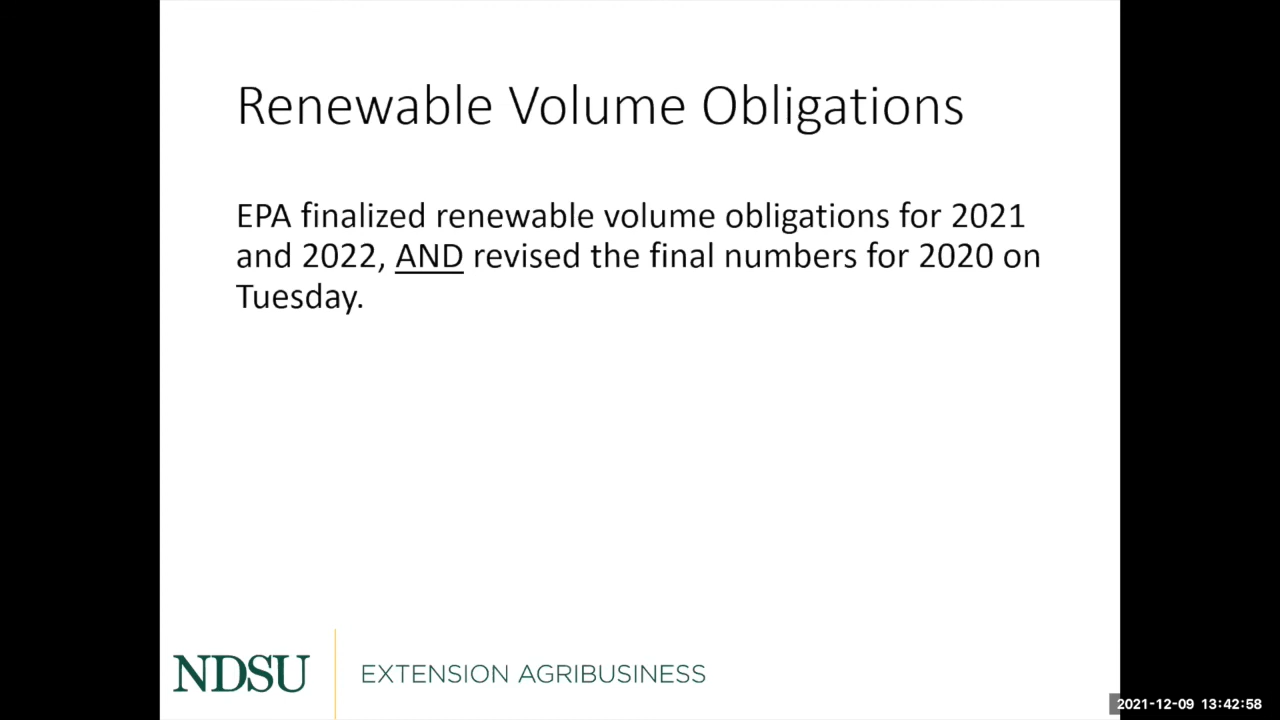 Renewable Volume Obligations
EPA finalized renewable volume obligations for 2021
and 2022, AND revised the final numbers for 2020 on
Tuesday.
NDSU EXTENSION AGRIBUSINESS
2021-12-09 13:42:58